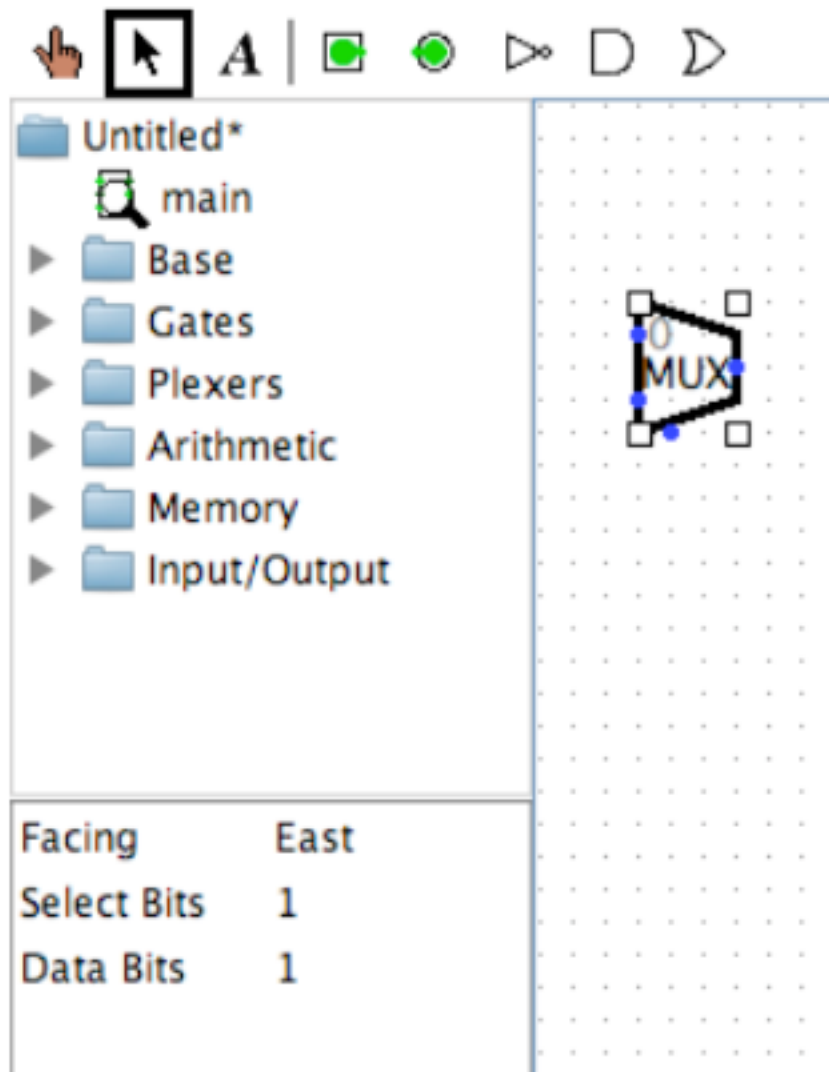 A
Untitled*
main
Base
Gates
Plexers
Arithmetic
Memory
Input/Output
0
MUX
Facing East
Select Bits 1
Data Bits 1